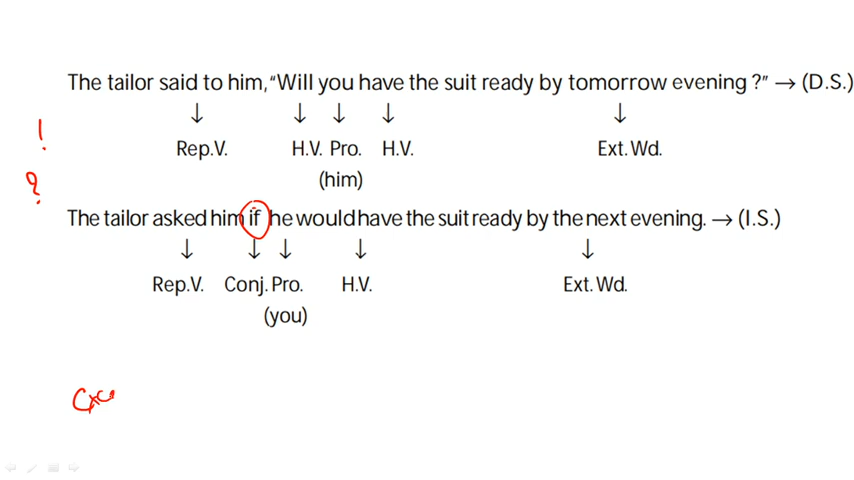 The tailor said to him, “Will you have the suit ready by tomorrow evening ?” → (D.S.)
↓ ↓ ↓ ↓ ↓
!
Rep.V. H.V. Pro. H.V. Ext. Wd.
?
(him)
The tailor asked him if he would have the suit ready by the next evening. → (I.S.)
↓ ↓ ↓ ↓ ↓
Rep.V. Conj. Pro. H.V. Ext. Wd.
(you)